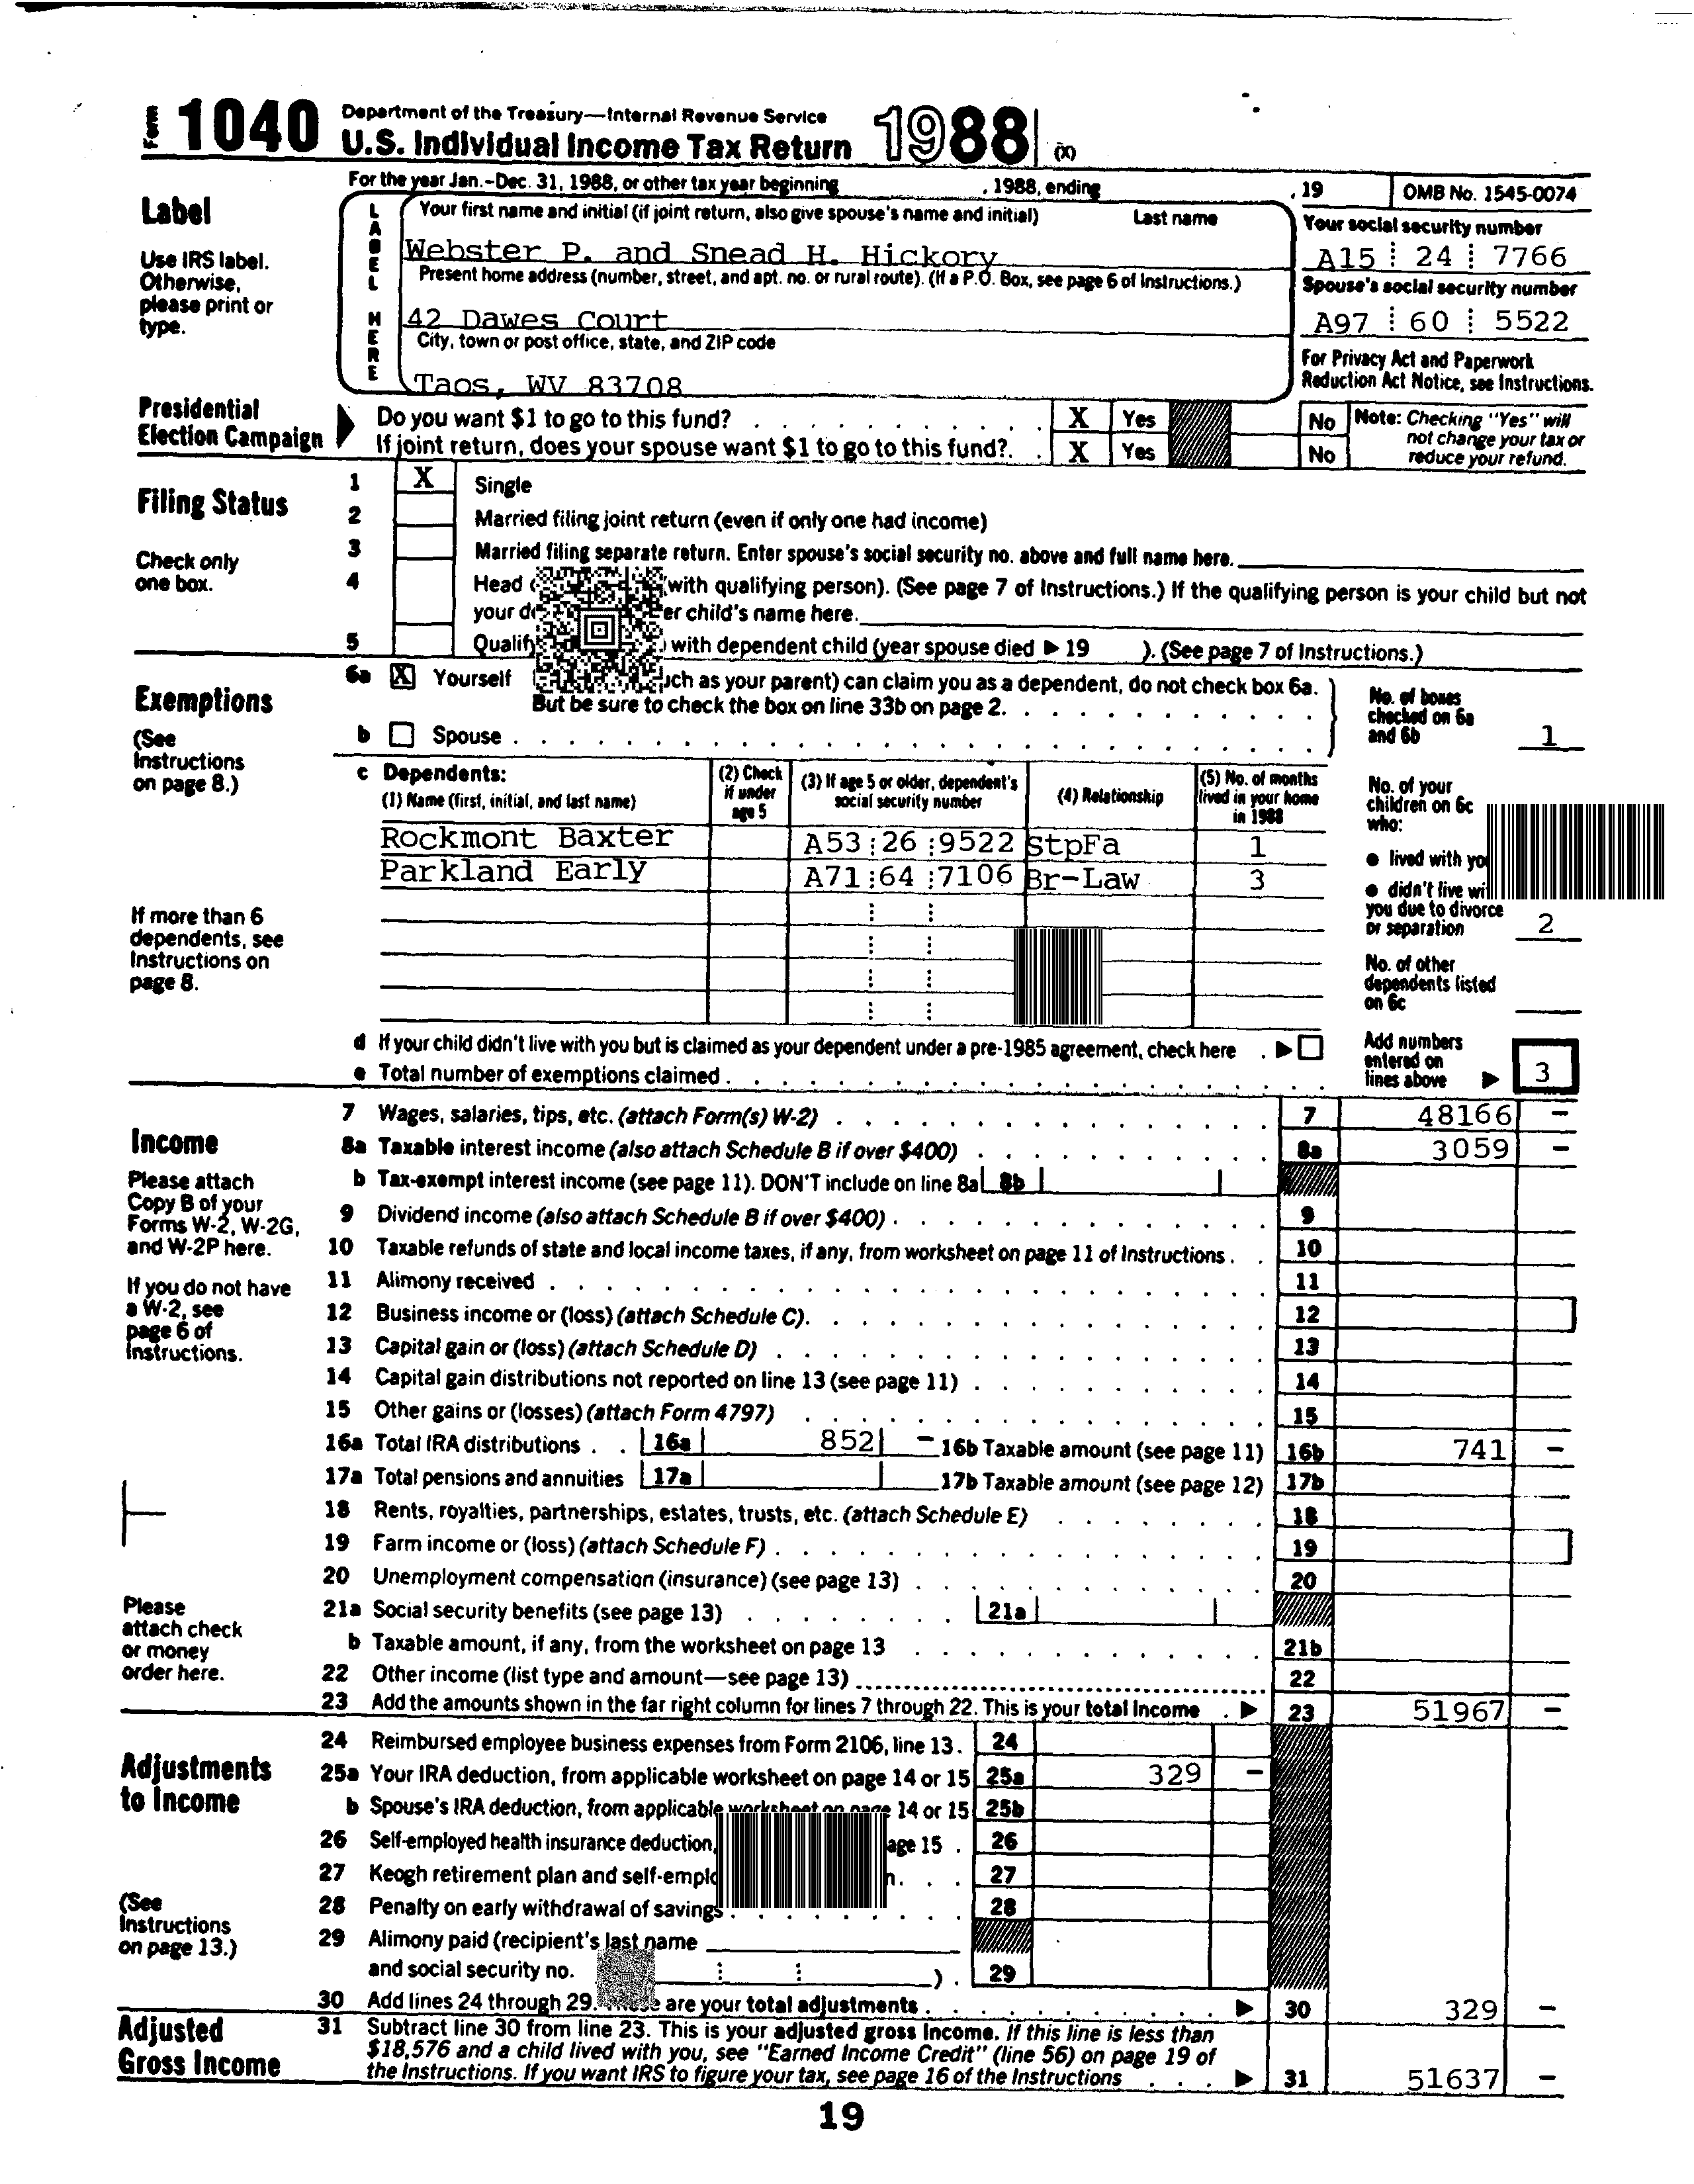 Form 1040 Department of the Treasury—Internal Revenue Service
U.S. Individual Income Tax Return 1988 (X)
For the year Jan.-Dec. 31, 1988, or other tax year beginning , 1988, ending , 19 OMB No. 1545-0074
Label
Use IRS label.
Otherwise,
please print or
type.
LABEL HERE
Your first name and initial (if joint return, also give spouse's name and initial) Last name
Webster P. and Snead H. Hickory
Present home address (number, street, and apt. no. or rural route). (If a P.O. Box, see page 6 of Instructions.)
42 Dawes Court
City, town or post office, state, and ZIP code
Taos, WV 83708
Your social security number
A15 24 7766
Spouse's social security number
A97 60 5522
For Privacy Act and Paperwork
Reduction Act Notice, see Instructions.
Presidential
Election Campaign
Do you want $1 to go to this fund? X Yes No
If joint return, does your spouse want $1 to go to this fund? X Yes No
Note: Checking "Yes" will
not change your tax or
reduce your refund.
Filing Status
Check only
one box.
1 X Single
2 Married filing joint return (even if only one had income)
3 Married filing separate return. Enter spouse's social security no. above and full name here.
4 Head (with qualifying person). (See page 7 of Instructions.) If the qualifying person is your child but not
your er child's name here.
5 with dependent child (year spouse died ▶ 19 ). (See page 7 of Instructions.)
Exemptions
(See
Instructions
on page 8.)
6a X Yourself uch as your parent) can claim you as a dependent, do not check box 6a.
But be sure to check the box on line 33b on page 2.
b Spouse
No. of boxes
checked on 6a
and 6b 1
c Dependents:
(1) Name (first, initial, and last name)
(2) Check
if under
age 5
(3) If age 5 or older, dependent's
social security number
(4) Relationship
(5) No. of months
lived in your home
in 1988
Rockmont Baxter A53 26 9522 StpFa 1
Parkland Early A71 64 7106 Br-Law 3
If more than 6
dependents, see
Instructions on
page 8.
No. of your
children on 6c
who:
● lived with
● didn't live
you due to divorce
or separation 2
No. of other
dependents listed
on 6c
d If your child didn't live with you but is claimed as your dependent under a pre-1985 agreement, check here ▶
e Total number of exemptions claimed
Add numbers
entered on
lines above ▶ 3
Income
Please attach
Copy B of your
Forms W-2, W-2G,
and W-2P here.
If you do not have
a W-2, see
page 6 of
Instructions.
Please
attach check
or money
order here.
7 Wages, salaries, tips, etc. (attach Form(s) W-2) 7 48166 –
8a Taxable interest income (also attach Schedule B if over $400) 8a 3059 –
b Tax-exempt interest income (see page 11). DON'T include on line 8a 8b
9 Dividend income (also attach Schedule B if over $400) 9
10 Taxable refunds of state and local income taxes, if any, from worksheet on page 11 of Instructions 10
11 Alimony received 11
12 Business income or (loss) (attach Schedule C) 12
13 Capital gain or (loss) (attach Schedule D) 13
14 Capital gain distributions not reported on line 13 (see page 11) 14
15 Other gains or (losses) (attach Form 4797) 15
16a Total IRA distributions 16a 852 – 16b Taxable amount (see page 11) 16b 741 –
17a Total pensions and annuities 17a 17b Taxable amount (see page 12) 17b
18 Rents, royalties, partnerships, estates, trusts, etc. (attach Schedule E) 18
19 Farm income or (loss) (attach Schedule F) 19
20 Unemployment compensation (insurance) (see page 13) 20
21a Social security benefits (see page 13) 21a
b Taxable amount, if any, from the worksheet on page 13 21b
22 Other income (list type and amount—see page 13) 22
23 Add the amounts shown in the far right column for lines 7 through 22. This is your total income ▶ 23 51967 –
Adjustments
to Income
(See
Instructions
on page 13.)
24 Reimbursed employee business expenses from Form 2106, line 13. 24
25a Your IRA deduction, from applicable worksheet on page 14 or 15 25a 329 –
b Spouse's IRA deduction, from applicable worksheet on page 14 or 15 25b
26 Self-employed health insurance deduction, age 15 26
27 Keogh retirement plan and 27
28 Penalty on early withdrawal of savings 28
29 Alimony paid (recipient's last name
and social security no. ) 29
30 Add lines 24 through 29. are your total adjustments ▶ 30 329 –
Adjusted
Gross Income
31 Subtract line 30 from line 23. This is your adjusted gross income. If this line is less than
$18,576 and a child lived with you, see "Earned Income Credit" (line 56) on page 19 of
the Instructions. If you want IRS to figure your tax, see page 16 of the Instructions ▶ 31 51637 –
19